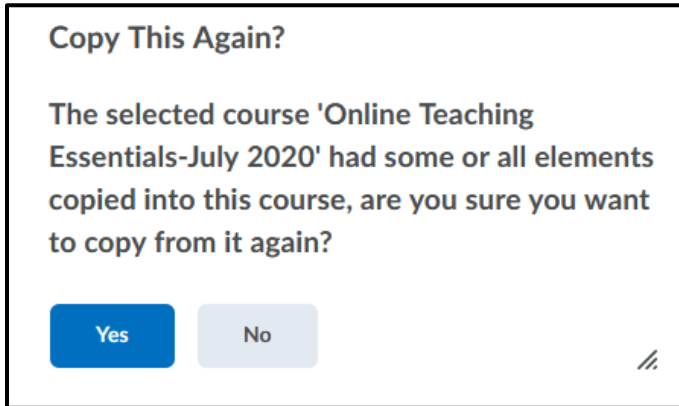 Copy This Again?
The selected course 'Online Teaching
Essentials-July 2020' had some or all elements
copied into this course, are you sure you want
to copy from it again?
Yes No